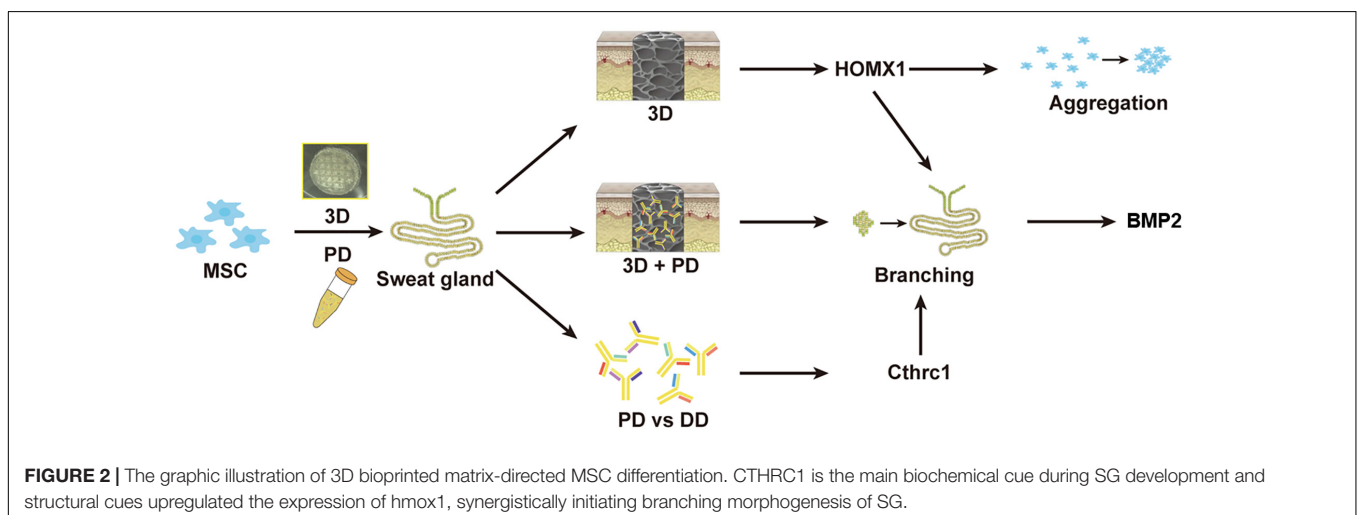 3D
HOMX1
Aggregation
MSC
3D
PD
Sweat gland
3D + PD
Branching
BMP2
PD vs DD
Cthrc1
FIGURE 2 | The graphic illustration of 3D bioprinted matrix-directed MSC differentiation. CTHRC1 is the main biochemical cue during SG development and
structural cues upregulated the expression of hmox1, synergistically initiating branching morphogenesis of SG.